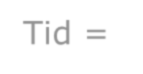 Tid =